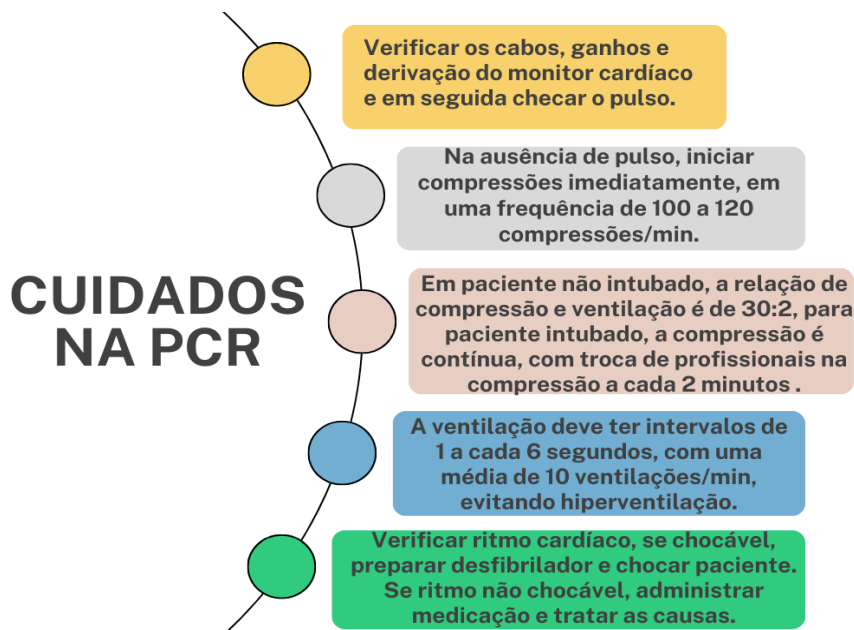 CUIDADOS
NA PCR
Verificar os cabos, ganhos e
derivação do monitor cardíaco
e em seguida checar o pulso.
Na ausência de pulso, iniciar
compressões imediatamente, em
uma frequência de 100 a 120
compressões/min.
Em paciente não intubado, a relação de
compressão e ventilação é de 30:2, para
paciente intubado, a compressão é
contínua, com troca de profissionais na
compressão a cada 2 minutos .
A ventilação deve ter intervalos de
1 a cada 6 segundos, com uma
média de 10 ventilações/min,
evitando hiperventilação.
Verificar ritmo cardíaco, se chocável,
preparar desfibrilador e chocar paciente.
Se ritmo não chocável, administrar
medicação e tratar as causas.